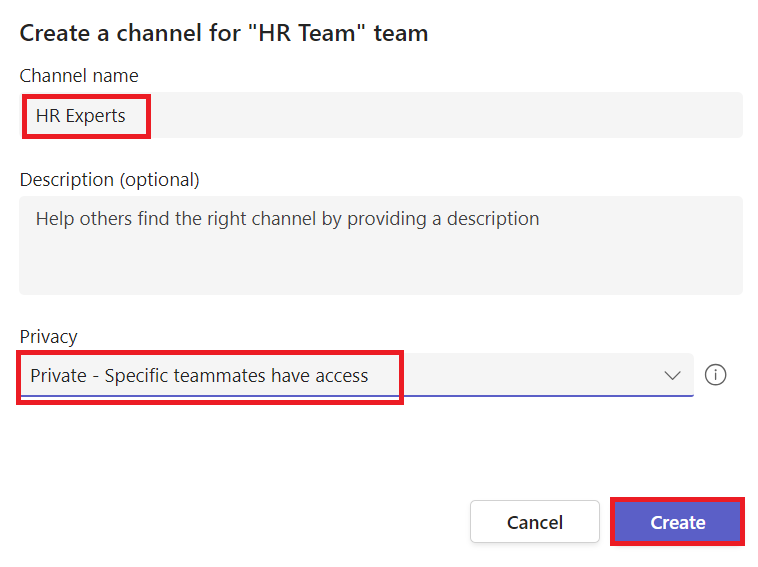 Create a channel for "HR Team" team
Channel name
HR Experts
Description (optional)
Help others find the right channel by providing a description
Privacy
Private - Specific teammates have access
Cancel
Create